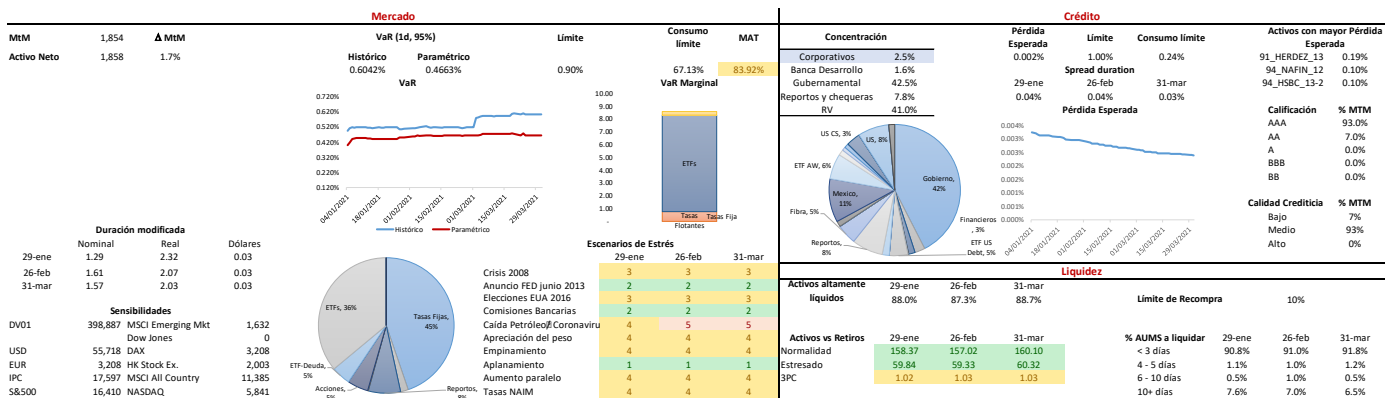 Mercado
MtM 1,854 Δ MtM
Activo Neto 1,858 1.7%
VaR (1d, 95%) Límite Consumo límite MAT
Histórico Paramétrico
0.6042% 0.4663% 0.90% 67.13% 83.92%
VaR
0.720%
0.620%
0.520%
0.420%
0.320%
0.220%
0.120%
04/01/2021 18/01/2021 01/02/2021 15/02/2021 01/03/2021 15/03/2021 29/03/2021
Histórico Paramétrico
VaR Marginal
10.00
9.00
8.00
7.00
6.00
5.00
4.00
3.00
2.00
1.00
-
ETFs
Tasas Tasas Fija
Flotantes
Duración modificada
Nominal Real Dólares
29-ene 1.29 2.32 0.03
26-feb 1.61 2.07 0.03
31-mar 1.57 2.03 0.03
Sensibilidades
DV01 398,887 MSCI Emerging Mkt 1,632
Dow Jones 0
USD 55,718 DAX 3,208
EUR 3,208 HK Stock Ex. 2,003
IPC 17,597 MSCI All Country 11,385
S&500 16,410 NASDAQ 5,841
ETFs, 36%
Tasas Fijas, 45%
ETF-Deuda, 5%
Acciones, 5%
Reportos, 8%
Escenarios de Estrés
29-ene 26-feb 31-mar
Crisis 2008 3 3 3
Anuncio FED junio 2013 2 2 2
Elecciones EUA 2016 3 3 3
Comisiones Bancarias 2 2 2
Caída Petróleo/Coronaviru 4 5 5
Apreciación del peso 4 4 4
Empinamiento 4 4 4
Aplanamiento 1 1 1
Aumento paralelo 4 4 4
Tasas NAIM 4 4 4
Crédito
Concentración
Corporativos 2.5%
Banca Desarrollo 1.6%
Gubernamental 42.5%
Reportos y chequeras 7.8%
RV 41.0%
Pérdida Esperada Límite Consumo límite
0.002% 1.00% 0.24%
Spread duration
29-ene 26-feb 31-mar
0.04% 0.04% 0.03%
Activos con mayor Pérdida Esperada
91_HERDEZ_13 0.19%
94_NAFIN_12 0.10%
94_HSBC_13-2 0.10%
US CS, 3%
US, 8%
ETF AW, 6%
Mexico, 11%
Fibra, 5%
Reportos, 8%
Gobierno, 42%
Financieros, 3%
ETF US Debt, 5%
Pérdida Esperada
0.004%
0.003%
0.003%
0.002%
0.002%
0.001%
0.001%
0.000%
04/01/2021 18/01/2021 01/02/2021 15/02/2021 01/03/2021 15/03/2021 29/03/2021
Calificación % MTM
AAA 93.0%
AA 7.0%
A 0.0%
BBB 0.0%
BB 0.0%
Calidad Crediticia % MTM
Bajo 7%
Medio 93%
Alto 0%
Liquidez
Activos altamente líquidos 29-ene 26-feb 31-mar
88.0% 87.3% 88.7%
Límite de Recompra 10%
Activos vs Retiros 29-ene 26-feb 31-mar
Normalidad 158.37 157.02 160.10
Estresado 59.84 59.33 60.32
3PC 1.02 1.03 1.03
% AUMS a liquidar 29-ene 26-feb 31-mar
< 3 días 90.8% 91.0% 91.8%
4 - 5 días 1.1% 1.0% 1.2%
6 - 10 días 0.5% 1.0% 0.5%
10+ días 7.6% 7.0% 6.5%